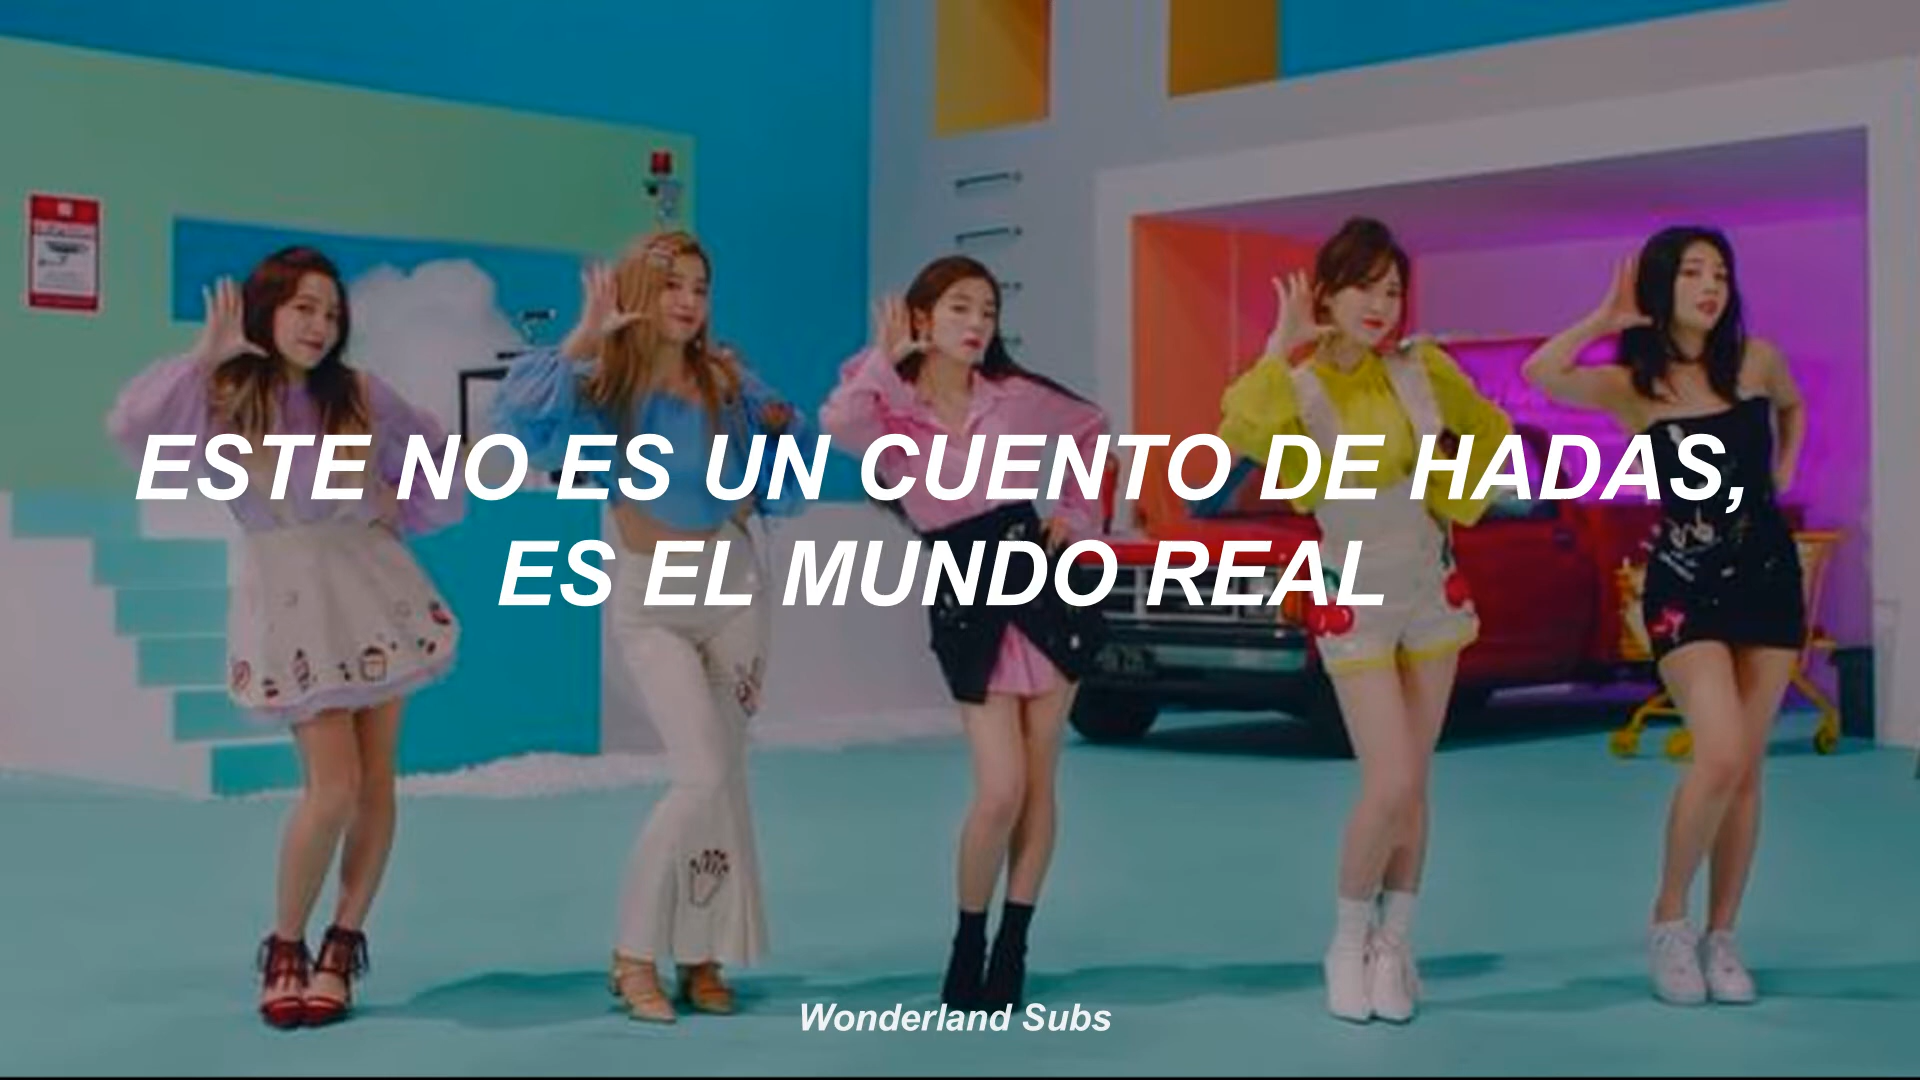 ESTE NO ES UN CUENTO DE HADAS,
ES EL MUNDO REAL
Wonderland Subs